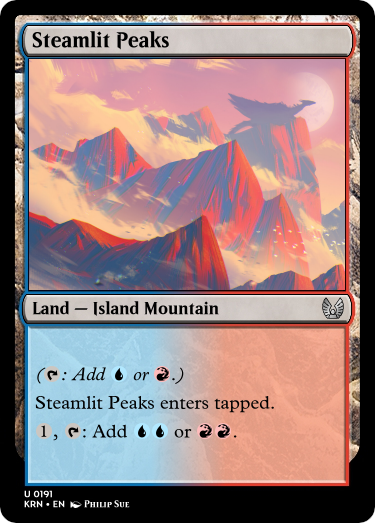 Steamlit Peaks
Land — Island Mountain
(: Add or .)
Steamlit Peaks enters tapped.
1, : Add or .
U 0191
KRN • EN Philip Sue